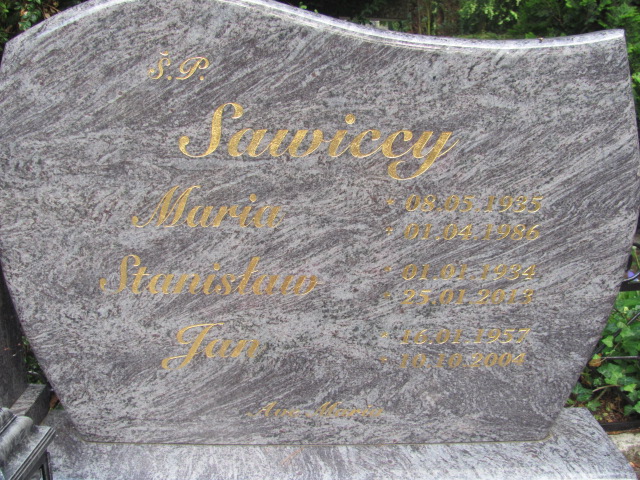 Ś.P.
Sawiccy
Maria * 08.05.1935
+ 01.04.1986
Stanisław * 01.01.1934
+ 25.01.2013
Jan * 16.01.1957
+ 10.10.2004
Ave Maria